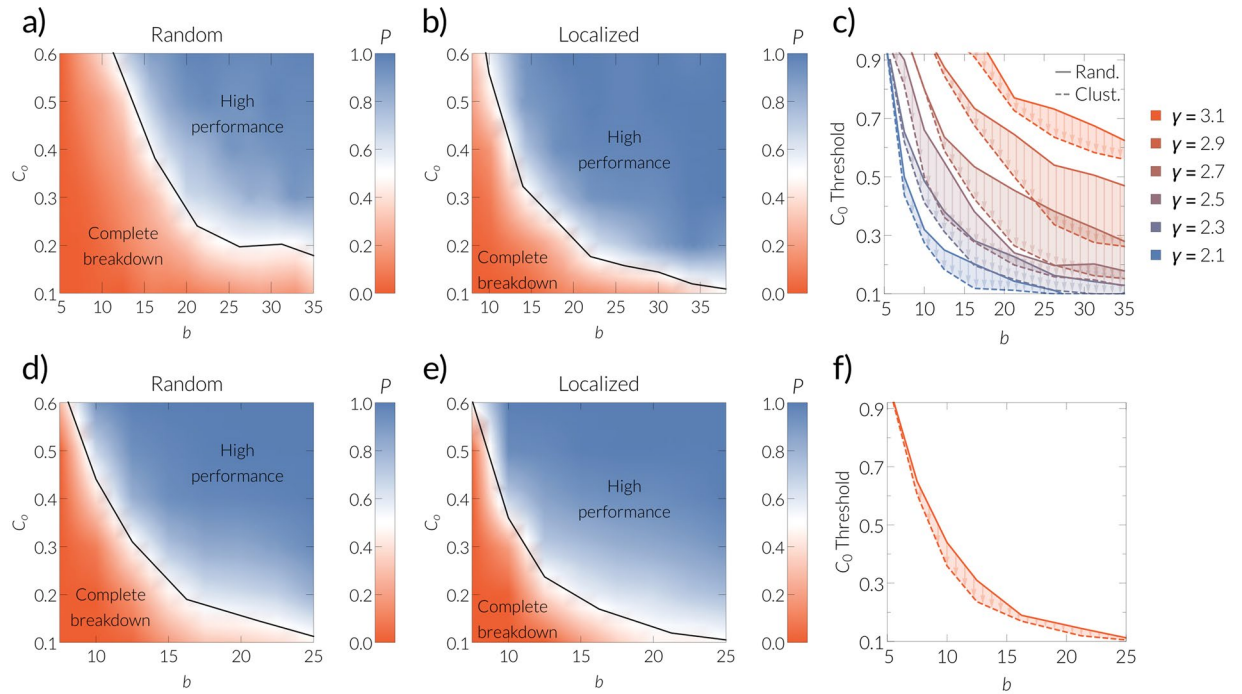 a)
Random
P
0.6
0.5
0.4
0.3
0.2
0.1
Co
High
performance
Complete
breakdown
5
10
15
20
25
30
35
b
1.0
0.8
0.6
0.4
0.2
0.0
b)
Localized
P
0.6
0.5
0.4
0.3
0.2
0.1
Co
High
performance
Complete
breakdown
10
15
20
25
30
35
b
1.0
0.8
0.6
0.4
0.2
0.0
c)
0.9
0.7
0.5
0.3
0.1
C0 Threshold
Rand.
Clust.
5
10
15
20
25
30
35
b
γ = 3.1
γ = 2.9
γ = 2.7
γ = 2.5
γ = 2.3
γ = 2.1
d)
Random
P
0.6
0.5
0.4
0.3
0.2
0.1
Co
High
performance
Complete
breakdown
10
15
20
25
b
1.0
0.8
0.6
0.4
0.2
0.0
e)
Localized
P
0.6
0.5
0.4
0.3
0.2
0.1
Co
High
performance
Complete
breakdown
10
15
20
25
b
1.0
0.8
0.6
0.4
0.2
0.0
f)
0.9
0.7
0.5
0.3
0.1
C0 Threshold
5
10
15
20
25
b